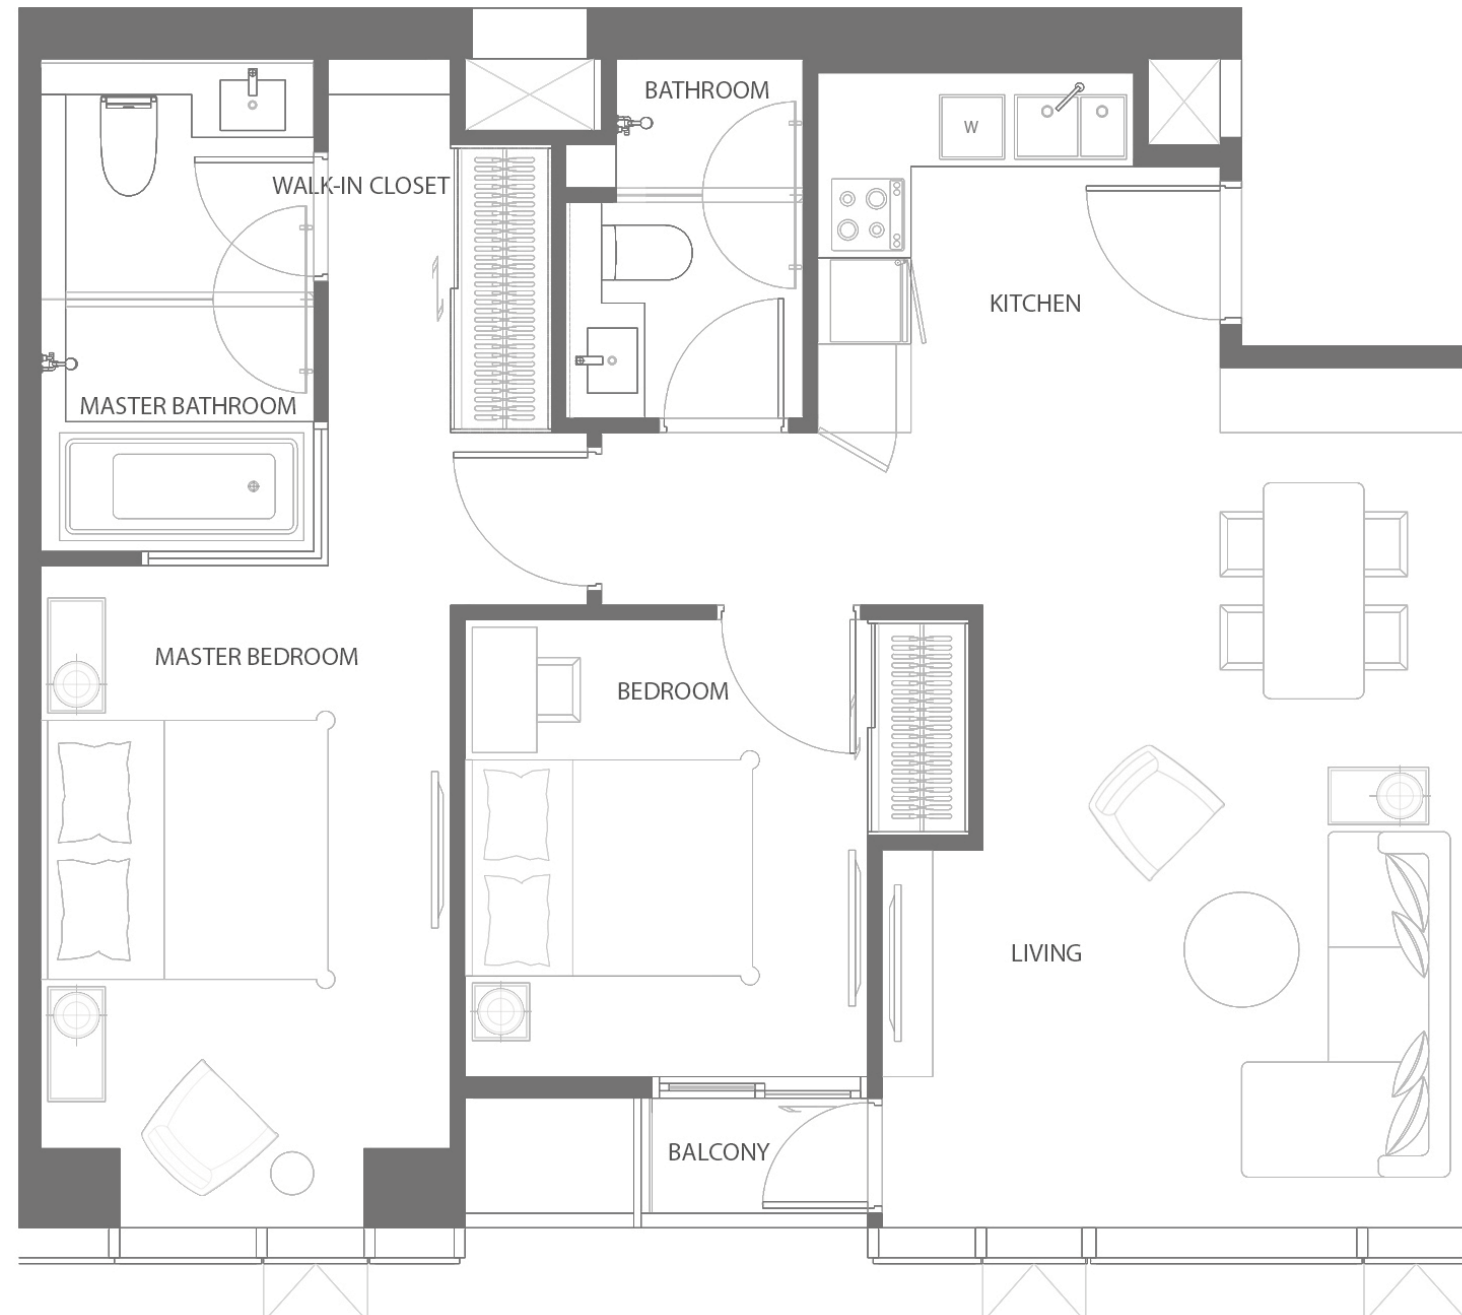 BATHROOM
W
WALK-IN CLOSET
KITCHEN
MASTER BATHROOM
MASTER BEDROOM
BEDROOM
LIVING
BALCONY